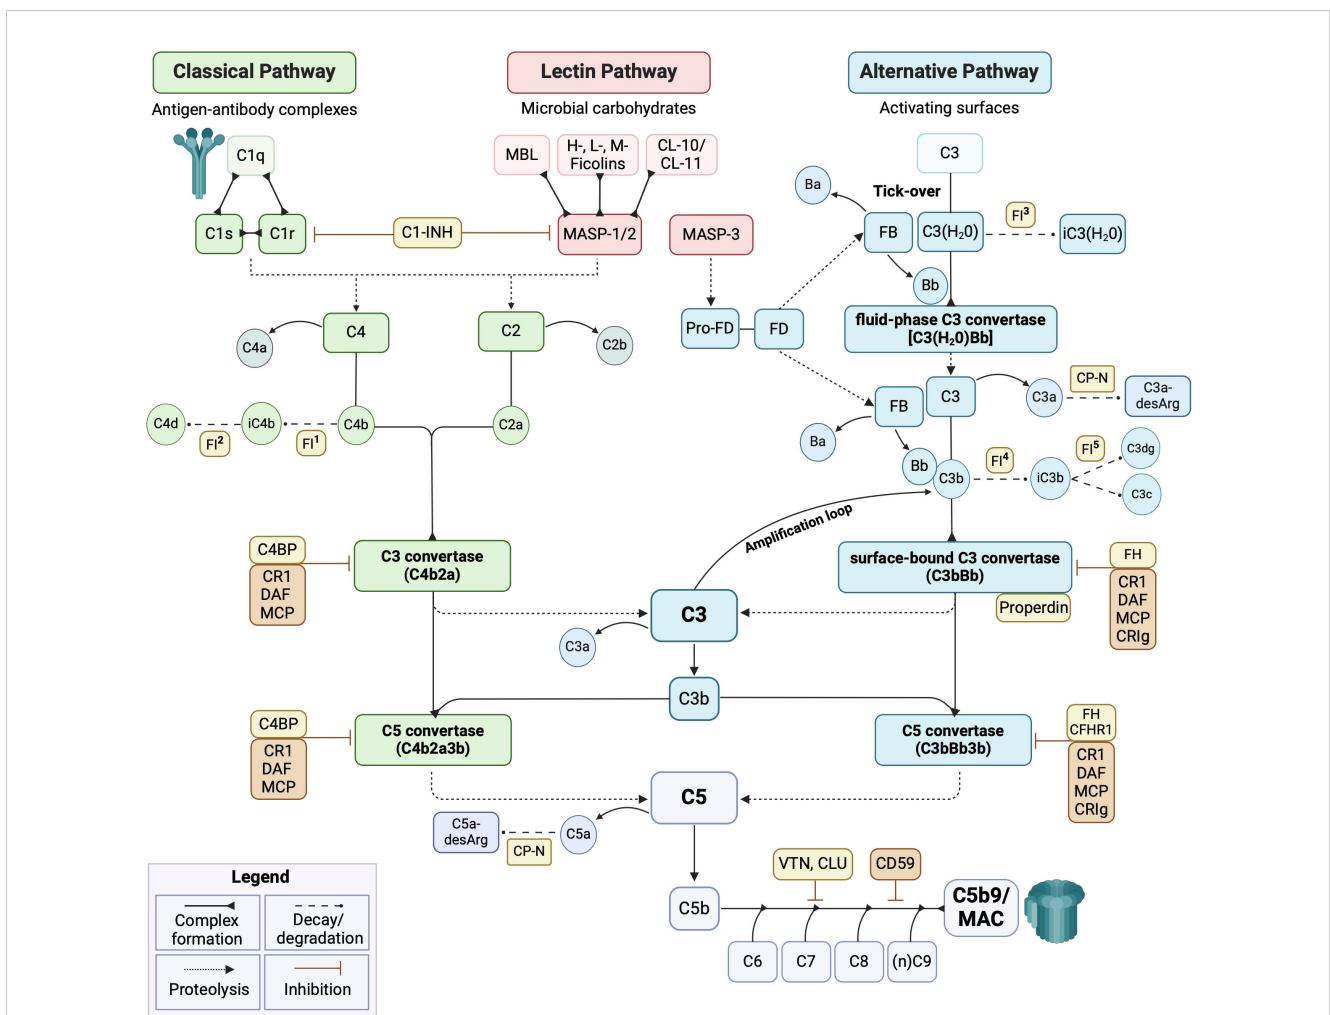 Classical Pathway
Antigen-antibody complexes
C1q
C1s
C1r
C1-INH
Lectin Pathway
Microbial carbohydrates
MBL
H-, L-, M-
Ficolins
CL-10/
CL-11
MASP-1/2
MASP-3
Alternative Pathway
Activating surfaces
C3
Tick-over
Ba
FB
C3(H₂0)
FI³
iC3(H₂0)
Bb
Pro-FD
FD
fluid-phase C3 convertase
[C3(H₂0)Bb]
C4
C4a
C2
C2b
C4d
FI²
iC4b
FI¹
C4b
C2a
FB
C3
C3a
CP-N
C3a-
desArg
Ba
Bb
C3b
FI⁴
iC3b
FI⁵
C3dg
C3c
Amplification loop
C4BP
CR1
DAF
MCP
C3 convertase
(C4b2a)
surface-bound C3 convertase
(C3bBb)
Properdin
FH
CR1
DAF
MCP
CRIg
C3
C3a
C3b
C4BP
CR1
DAF
MCP
C5 convertase
(C4b2a3b)
C5 convertase
(C3bBb3b)
FH
CFHR1
CR1
DAF
MCP
CRIg
C5
C5a-
desArg
CP-N
C5a
C5b
VTN, CLU
CD59
C6
C7
C8
(n)C9
C5b9/
MAC
Legend
Complex
formation
Decay/
degradation
Proteolysis
Inhibition